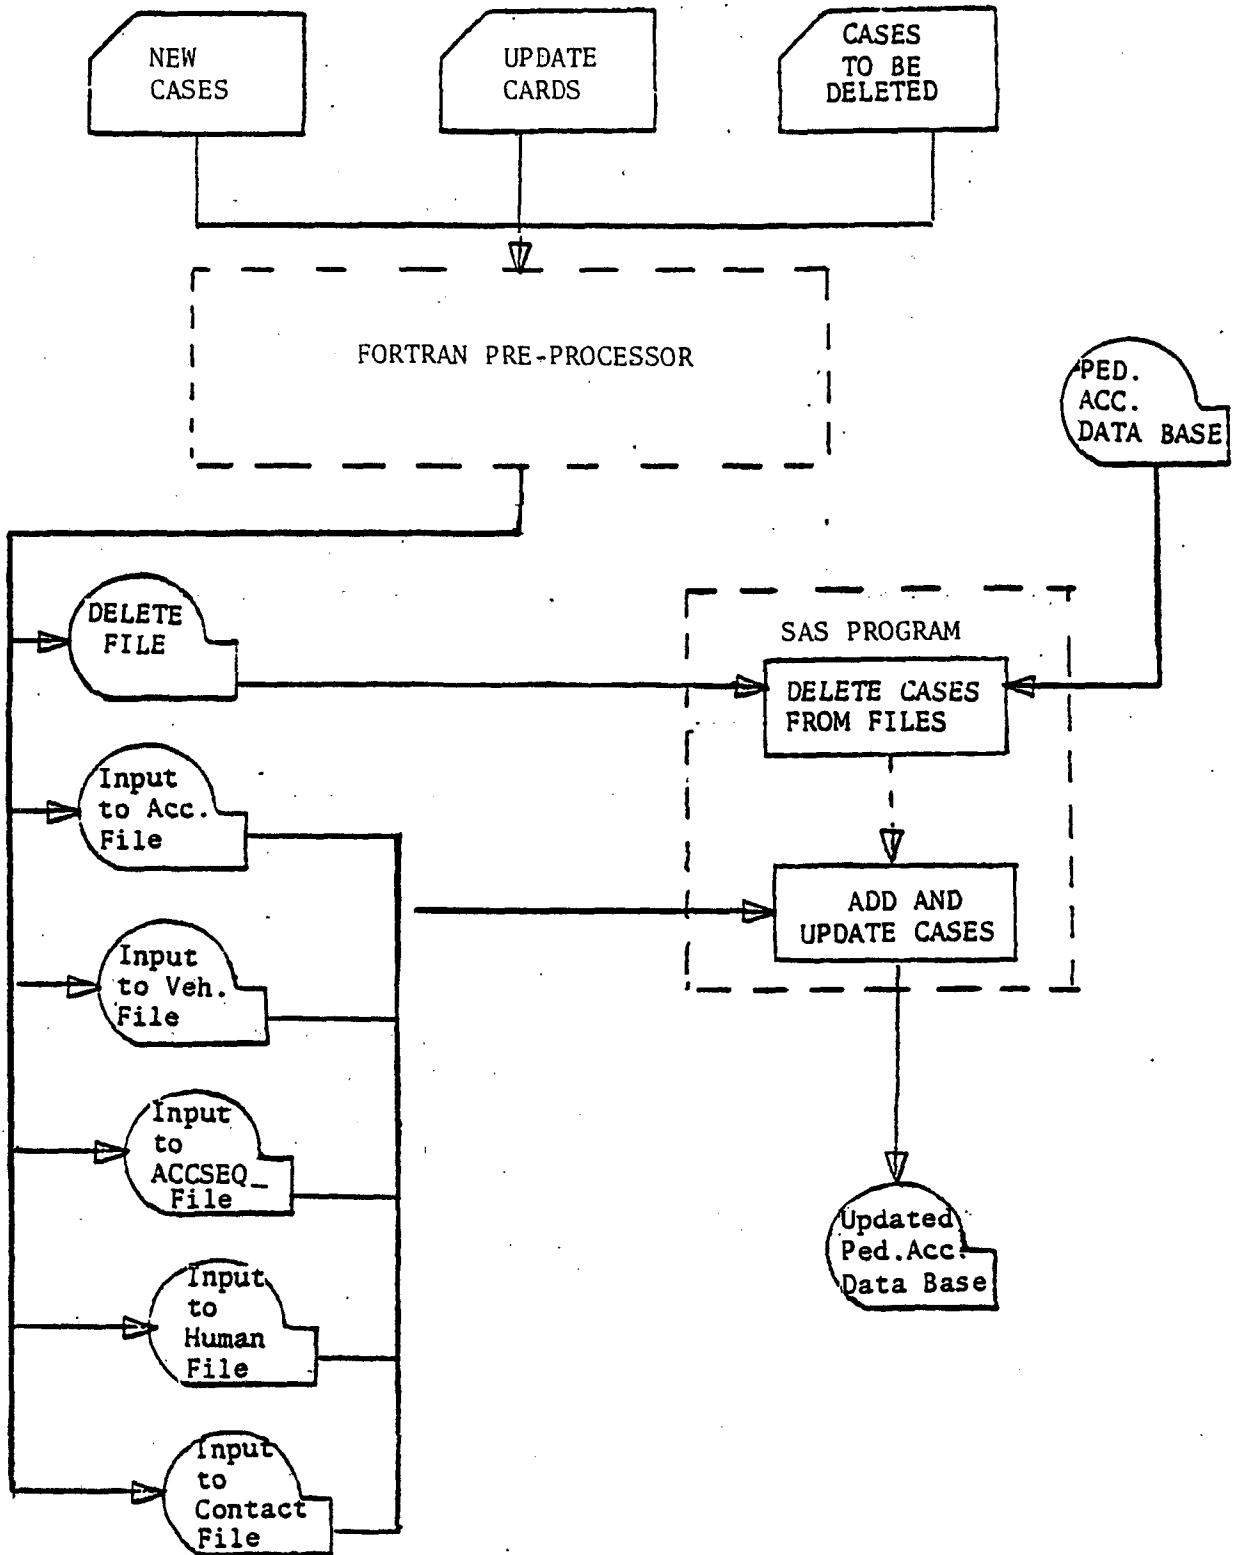 NEW
CASES
UPDATE
CARDS
CASES
TO BE
DELETED
FORTRAN PRE-PROCESSOR
PED.
ACC.
DATA BASE
DELETE
FILE
SAS PROGRAM
DELETE CASES
FROM FILES
Input
to Acc.
File
ADD AND
UPDATE CASES
Input
to Veh.
File
Input
to
ACCSEQ_
File
Updated
Ped.Acc.
Data Base
Input
to
Human
File
Input
to
Contact
File